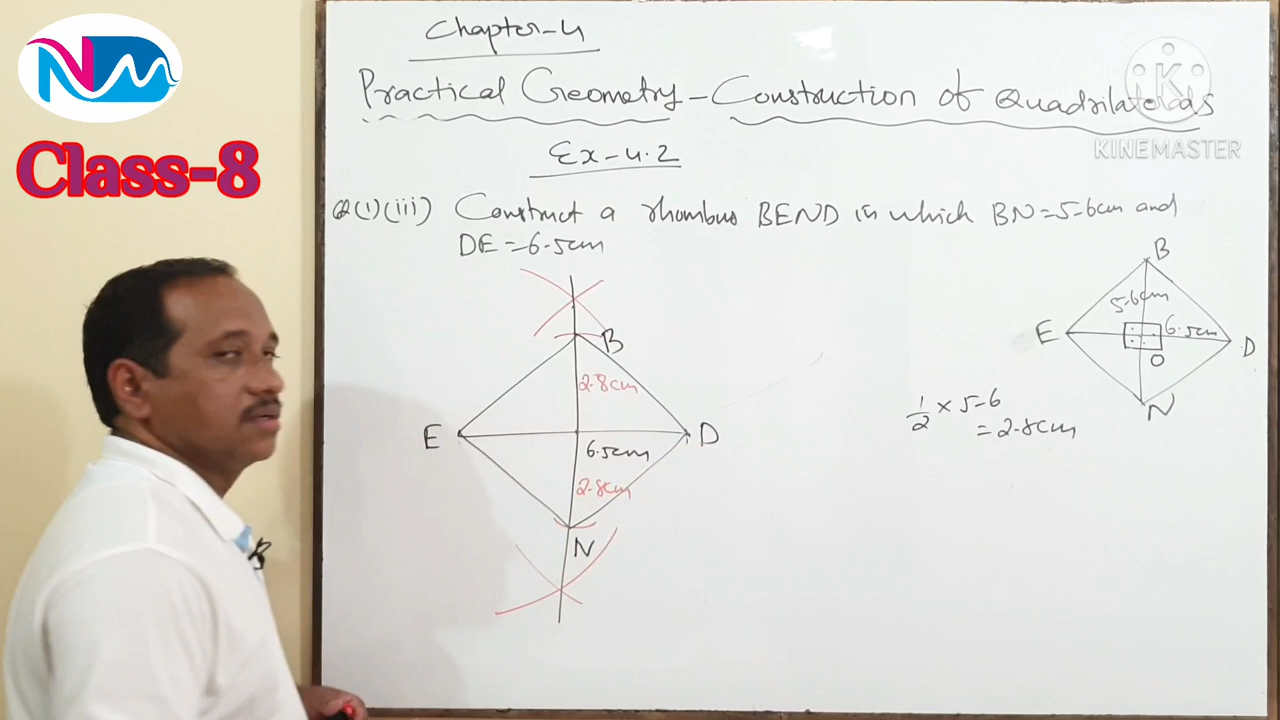 NDM
Class-8
KINEMASTER
Chapter-4
Practical Geometry-Construction of Quadrilaterals
Ex-4.2
Q(1)(iii) Construct a rhombus BEND in which BN=5.6cm and
DE=6.5cm
B
2.8cm
E
D
6.5cm
2.8cm
N
B
5.6cm
E
6.5cm
D
O
N
1/2 × 5.6
= 2.8cm